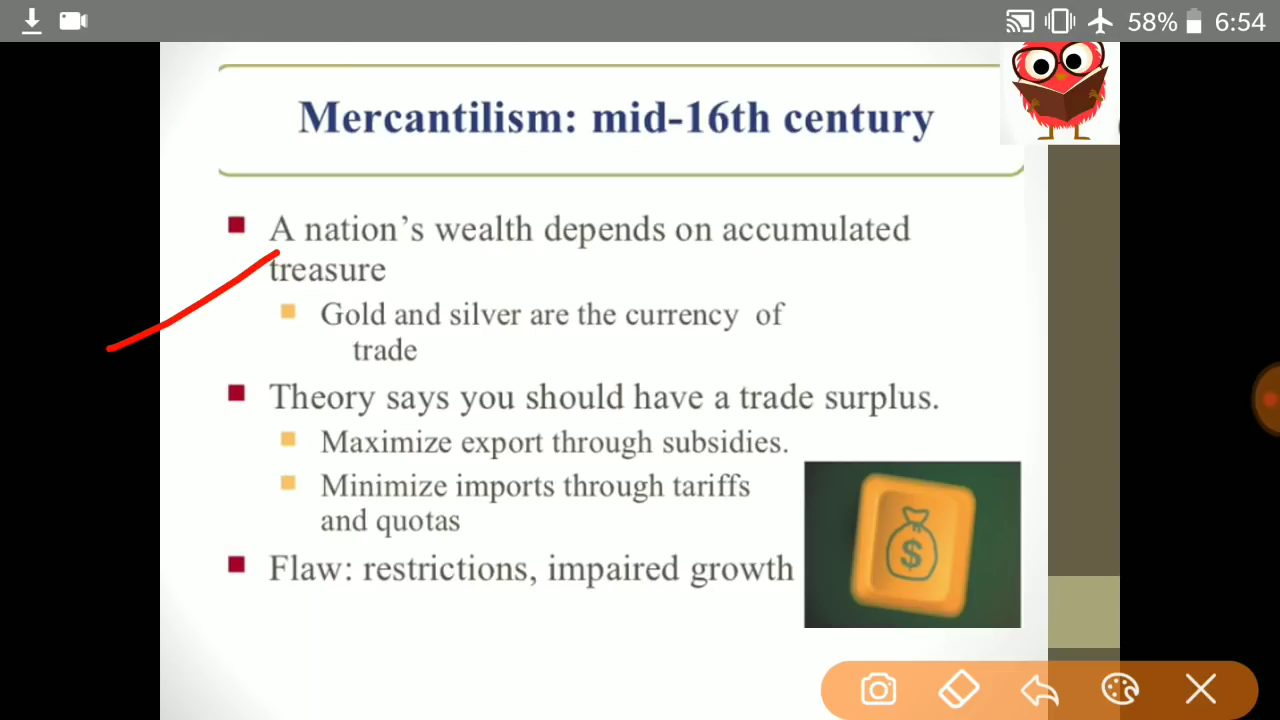 58% 6:54
Mercantilism: mid-16th century
A nation's wealth depends on accumulated
treasure
Gold and silver are the currency of
trade
Theory says you should have a trade surplus.
Maximize export through subsidies.
Minimize imports through tariffs
and quotas
Flaw: restrictions, impaired growth
$